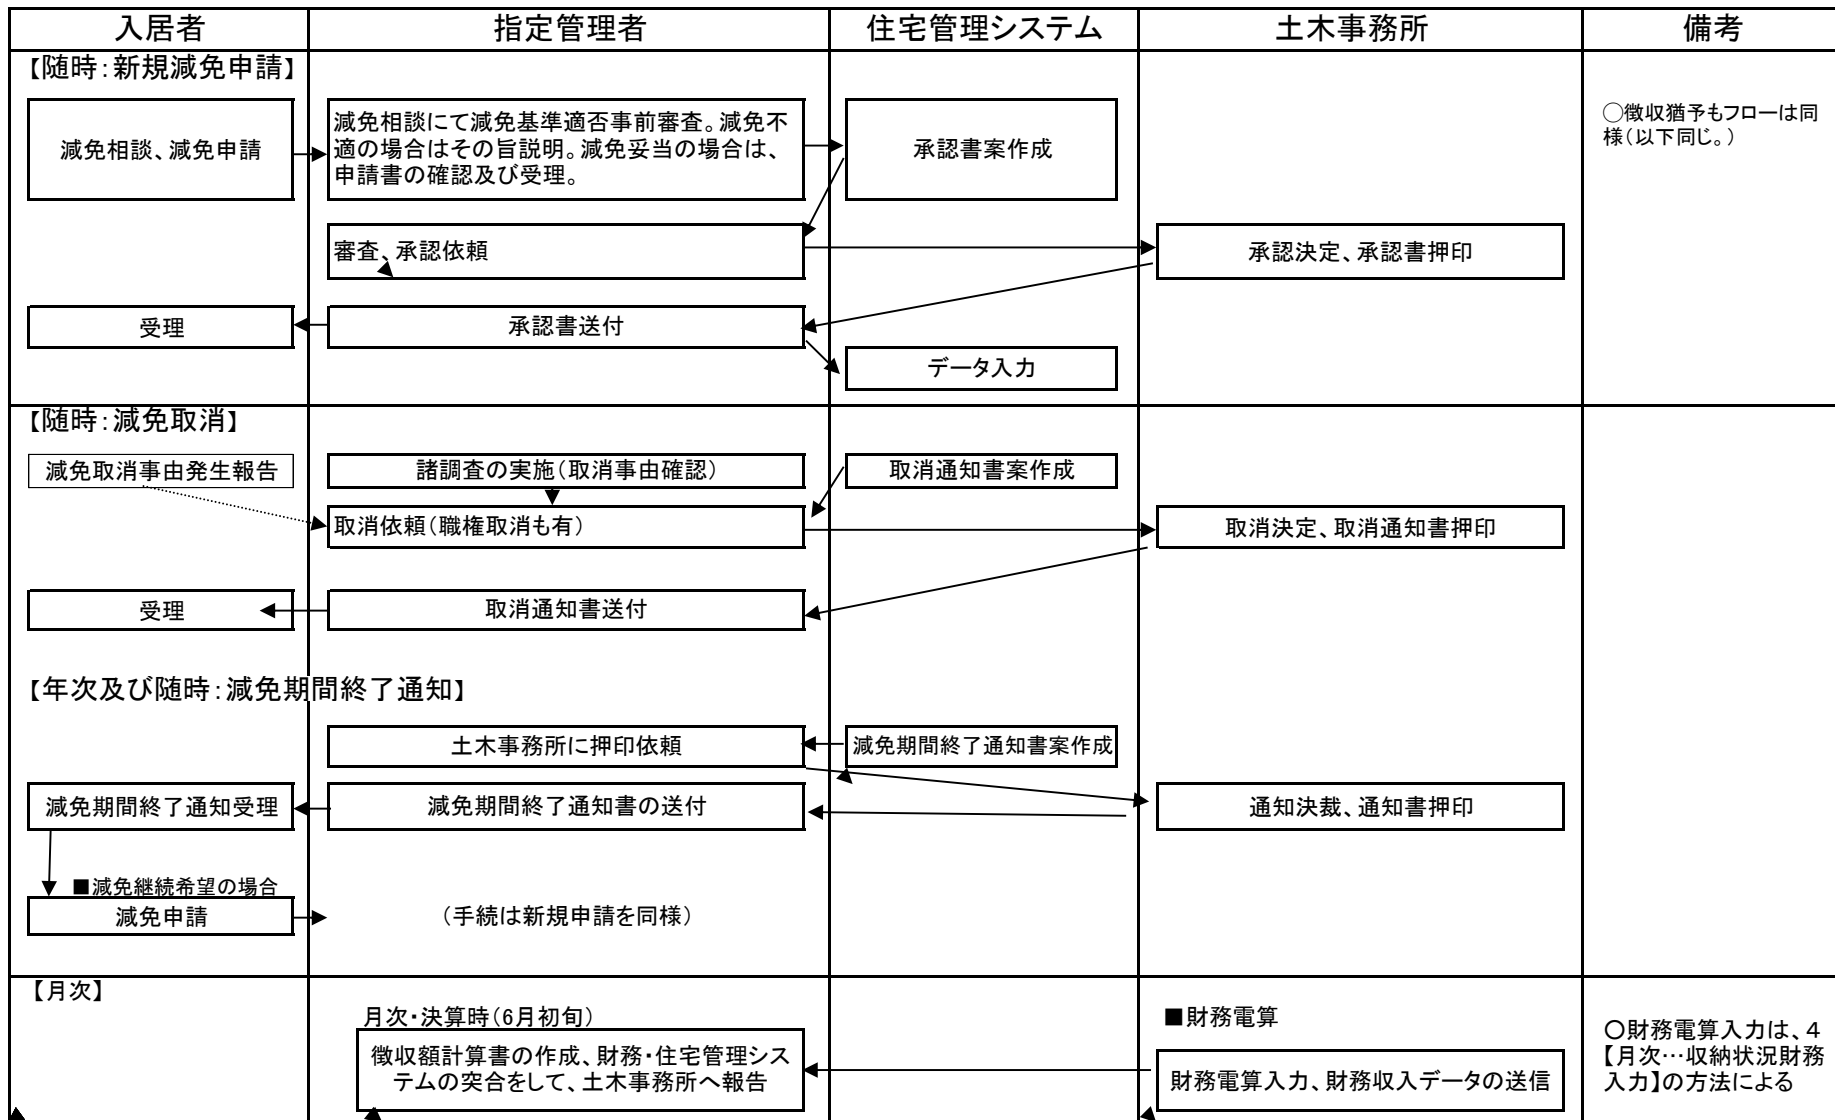 入居者
指定管理者
住宅管理システム
土木事務所
備考
【随時：新規減免申請】
減免相談、減免申請
減免相談にて減免基準適否事前審査。減免不
適の場合はその旨説明。減免妥当の場合は、
申請書の確認及び受理。
承認書案作成
◯徴収猶予もフローは同
様（以下同じ。）
審査、承認依頼
承認決定、承認書押印
受理
承認書送付
データ入力
【随時：減免取消】
減免取消事由発生報告
諸調査の実施（取消事由確認）
取消通知書案作成
取消依頼（職権取消も有）
取消決定、取消通知書押印
受理
取消通知書送付
【年次及び随時：減免期間終了通知】
土木事務所に押印依頼
減免期間終了通知書案作成
減免期間終了通知受理
減免期間終了通知書の送付
通知決裁、通知書押印
■減免継続希望の場合
減免申請
（手続は新規申請を同様）
【月次】
月次・決算時（6月初旬）
■財務電算
徴収額計算書の作成、財務・住宅管理シス
テムの突合をして、土木事務所へ報告
財務電算入力、財務収入データの送信
〇財務電算入力は、４
【月次…収納状況財務
入力】の方法による